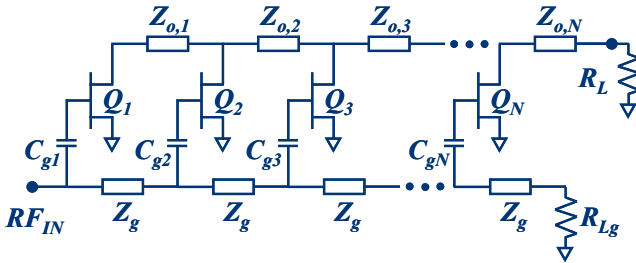 Z_{o,1} Z_{o,2} Z_{o,3} Z_{o,N}
R_L
Q_1 Q_2 Q_3 Q_N
C_{g1} C_{g2} C_{g3} C_{gN}
RF_{IN} Z_g Z_g Z_g Z_g R_{Lg}